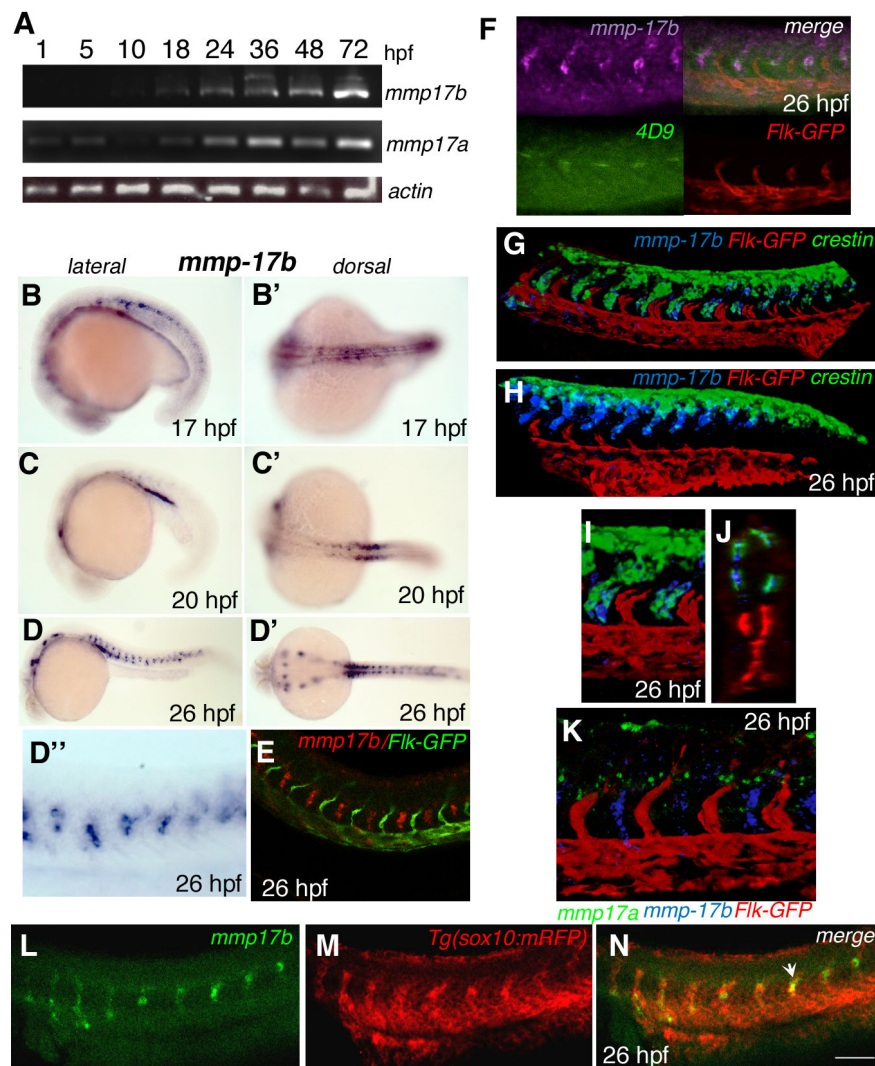 A
1 5 10 18 24 36 48 72 hpf
mmp17b
mmp17a
actin
F
mmp-17b
merge
26 hpf
4D9
Flk-GFP
G
mmp-17b Flk-GFP crestin
H
mmp-17b Flk-GFP crestin
26 hpf
lateral mmp-17b dorsal
B
17 hpf
B'
17 hpf
C
20 hpf
C'
20 hpf
D
26 hpf
D'
26 hpf
D''
26 hpf
E
mmp17b/Flk-GFP
26 hpf
I
26 hpf
J
K
26 hpf
mmp17a mmp-17b Flk-GFP
L
mmp17b
M
Tg(sox10:mRFP)
N
merge
26 hpf